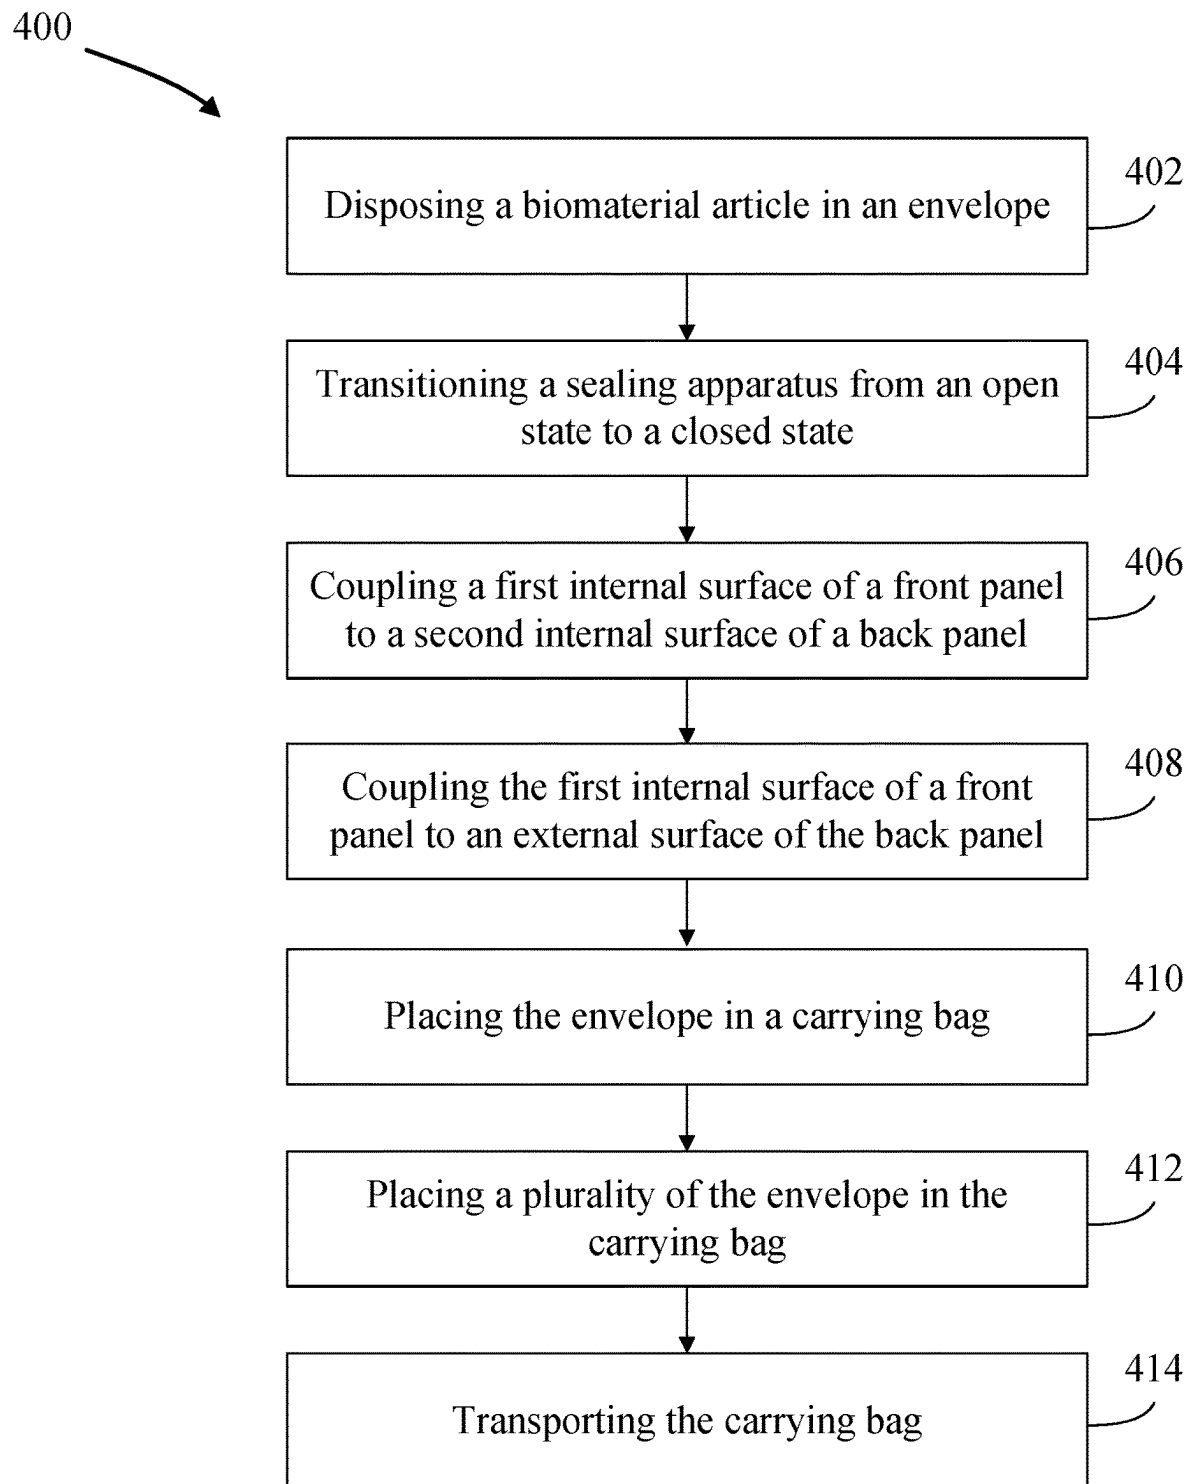 400
402
Disposing a biomaterial article in an envelope
404
Transitioning a sealing apparatus from an open
state to a closed state
406
Coupling a first internal surface of a front panel
to a second internal surface of a back panel
408
Coupling the first internal surface of a front
panel to an external surface of the back panel
410
Placing the envelope in a carrying bag
412
Placing a plurality of the envelope in the
carrying bag
414
Transporting the carrying bag